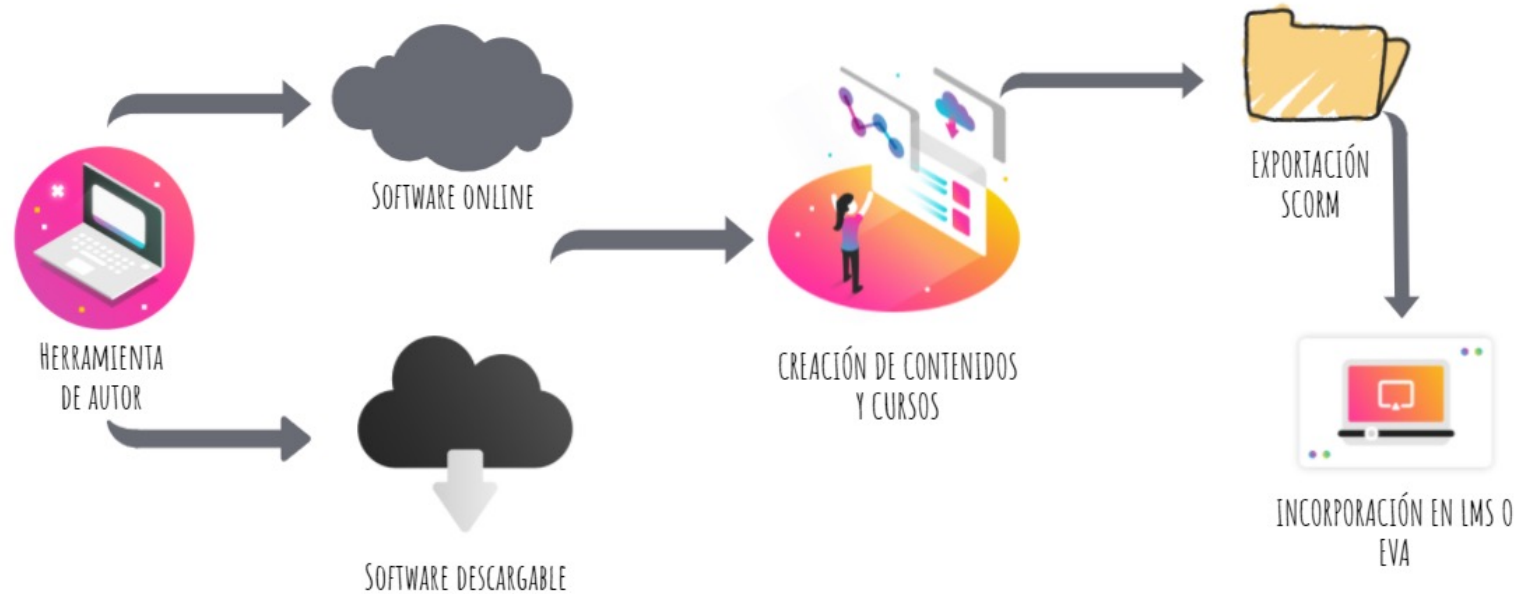 Herramienta
de autor
Software online
Software descargable
CREACIÓN DE CONTENIDOS
Y CURSOS
EXPORTACIÓN
SCORM
INCORPORACIÓN EN LMS O
EVA